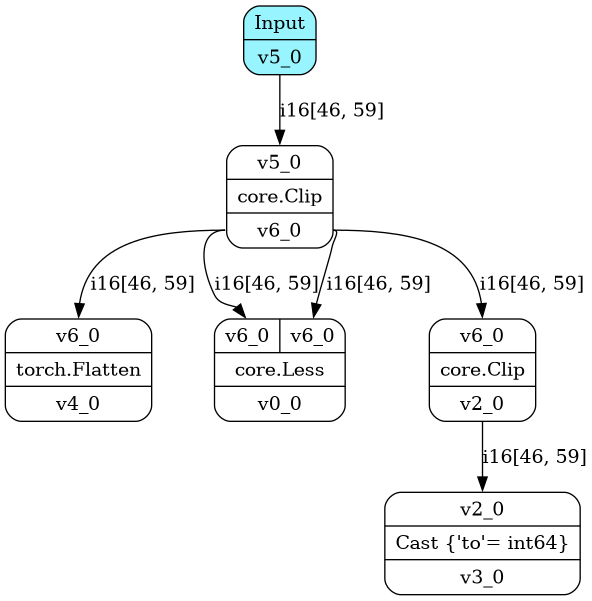 Input
v5_0
i16[46, 59]
v5_0
core.Clip
v6_0
i16[46, 59] i16[46, 59] i16[46, 59] i16[46, 59]
v6_0 v6_0 v6_0 v6_0
torch.Flatten core.Less core.Clip
v4_0 v0_0 v2_0
i16[46, 59]
v2_0
Cast {'to'= int64}
v3_0